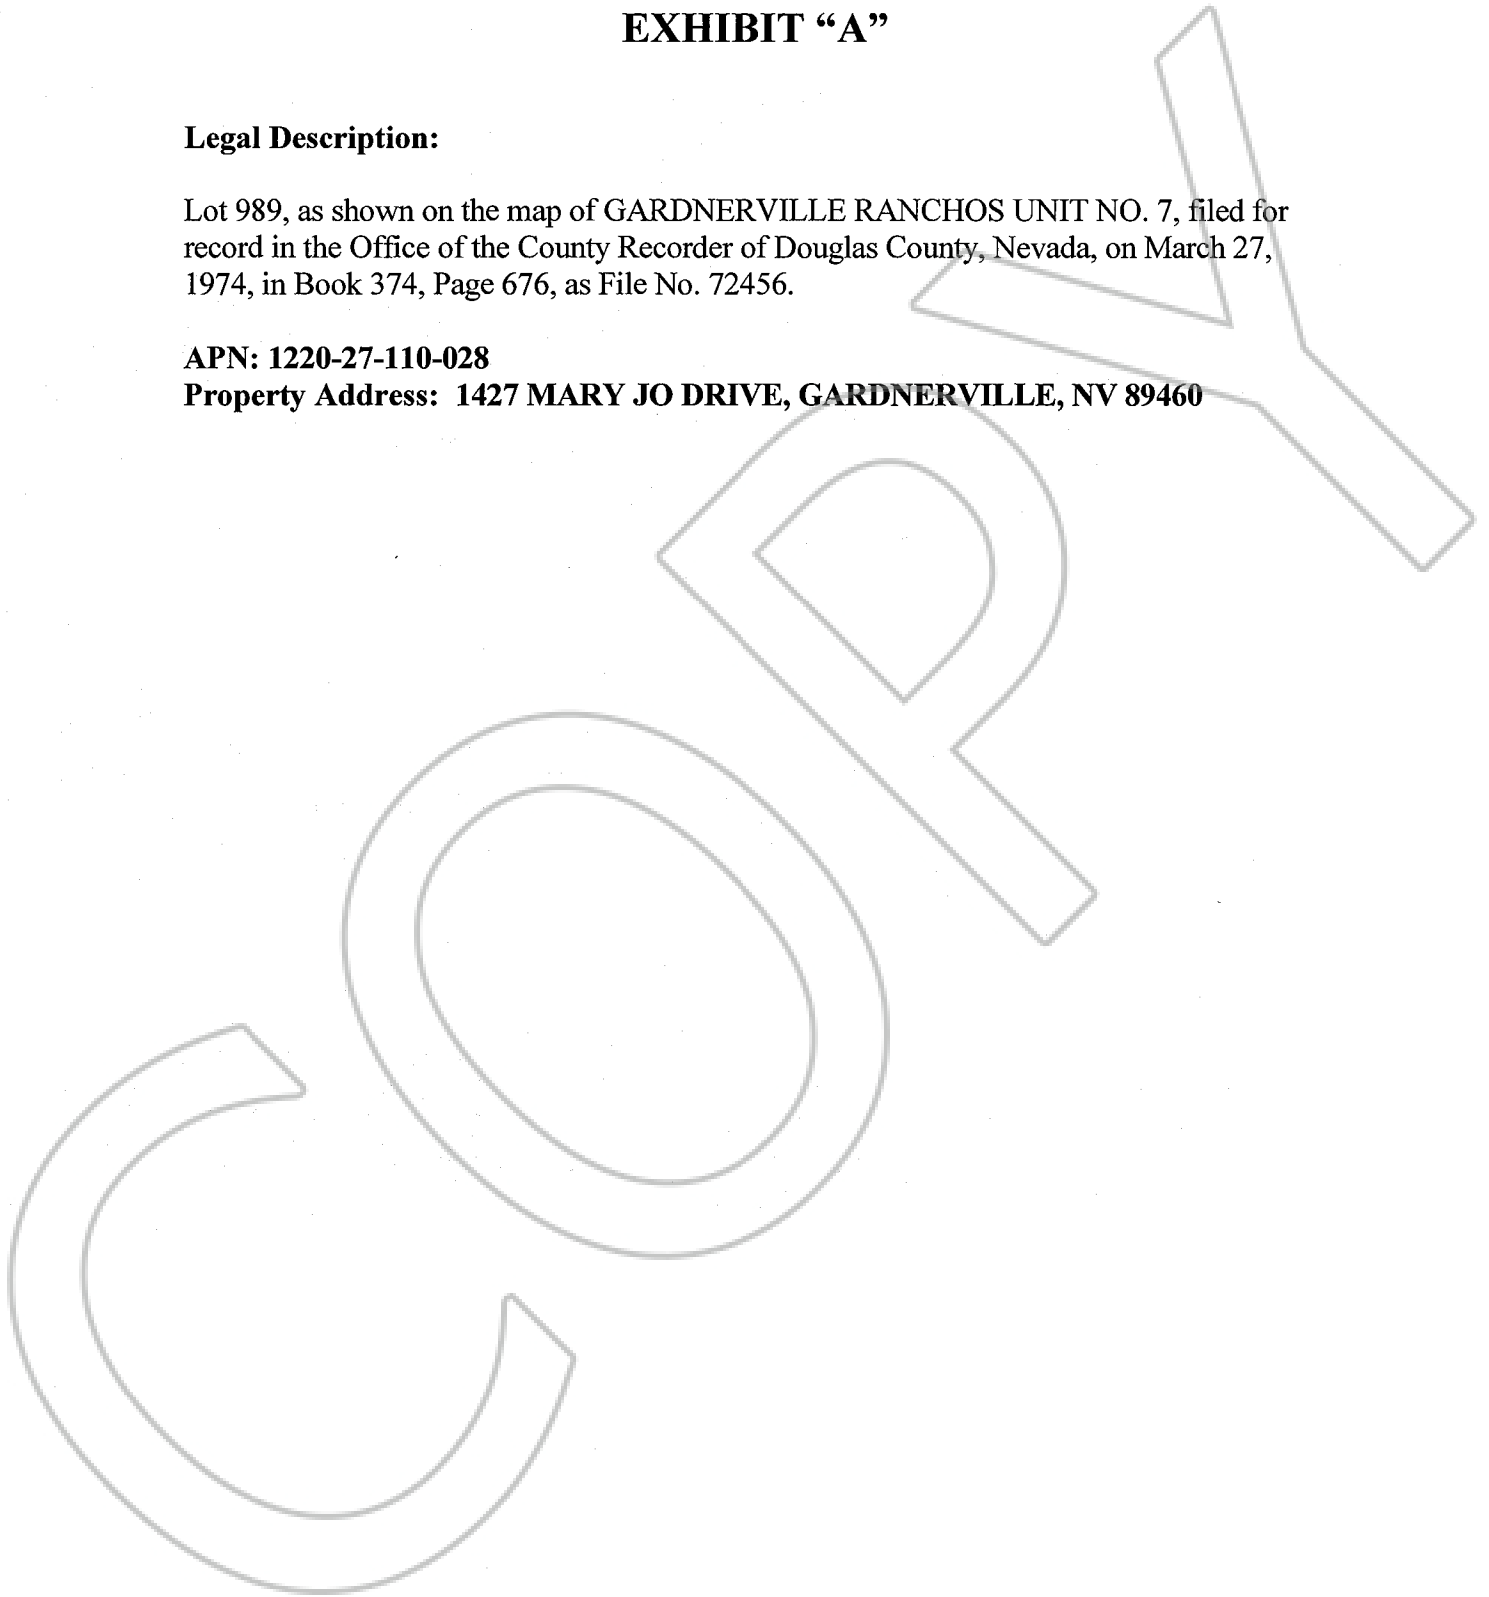 EXHIBIT “A”
Legal Description:
Lot 989, as shown on the map of GARDNERVILLE RANCHOS UNIT NO. 7, filed for
record in the Office of the County Recorder of Douglas County, Nevada, on March 27,
1974, in Book 374, Page 676, as File No. 72456.
APN: 1220-27-110-028
Property Address: 1427 MARY JO DRIVE, GARDNERVILLE, NV 89460
COPY